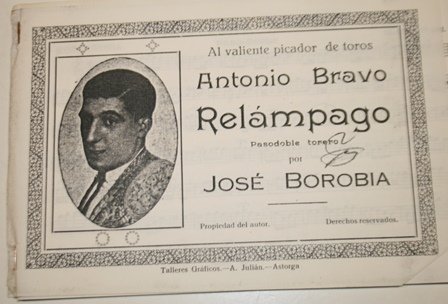 Al valiente picador de toros
Antonio Bravo
Relámpago
Pasodoble torero
por
JOSÉ BOROBIA
Propiedad del autor. Derechos reservados.
Talleres Gráficos.—A. Julián.—Astorga